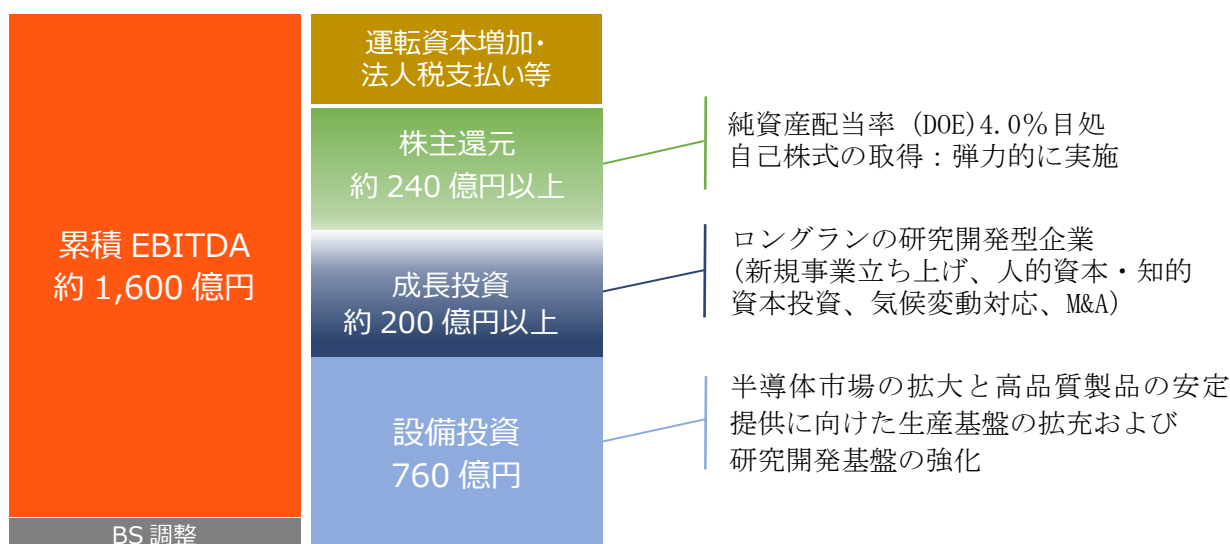 累積 EBITDA
約 1,600 億円
BS 調整
運転資本増加・
法人税支払い等
株主還元
約 240 億円以上
成長投資
約 200 億円以上
設備投資
760 億円
純資産配当率 (DOE)4.0%目処
自己株式の取得：弾力的に実施
ロングランの研究開発型企業
(新規事業立ち上げ、人的資本・知的
資本投資、気候変動対応、M&A)
半導体市場の拡大と高品質製品の安定
提供に向けた生産基盤の拡充および
研究開発基盤の強化